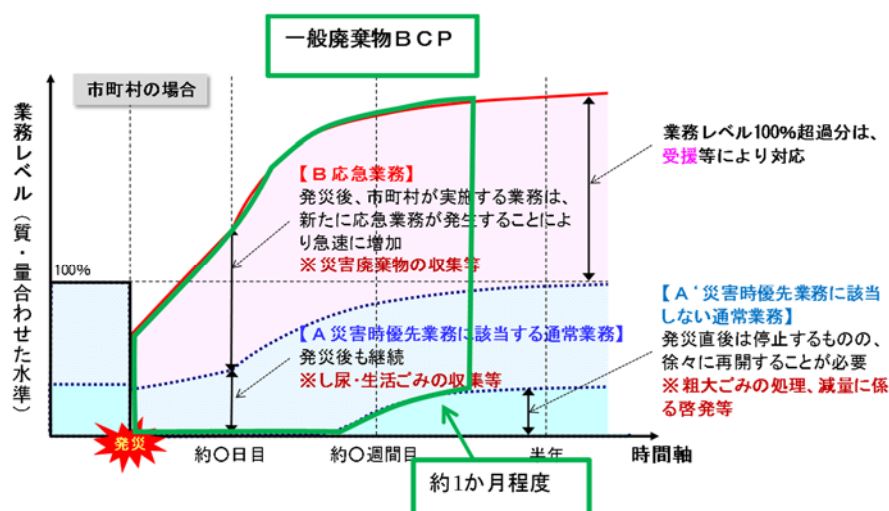 一般廃棄物BCP
市町村の場合
業務レベル（質・量合わせた水準）
100%
【B応急業務】
発災後、市町村が実施する業務は、
新たに応急業務が発生することによ
り急速に増加
※災害廃棄物の収集等
【A災害時優先業務に該当する通常業務】
発災後も継続
※し尿・生活ごみの収集等
業務レベル100%超過分は、
受援等により対応
【A‘災害時優先業務に該当
しない通常業務】
発災直後は停止するものの、
徐々に再開することが必要
※粗大ごみの処理、減量に係
る啓発等
発災
約〇日目
約〇週間目
半年
時間軸
約1か月程度